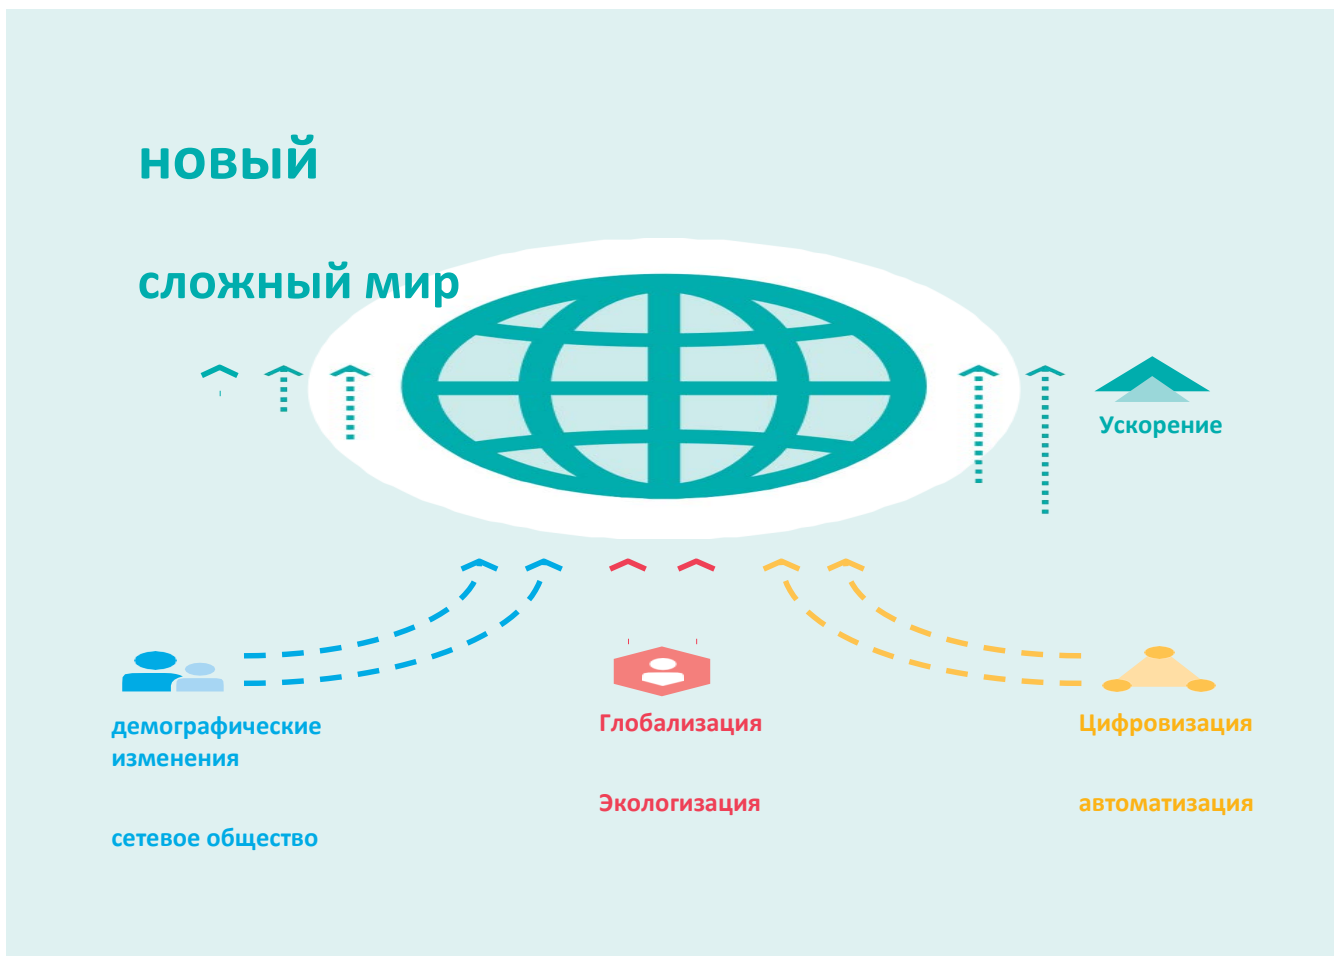 новый
сложный мир
Ускорение
демографические
изменения
сетевое общество
Глобализация
Экологизация
Цифровизация
автоматизация